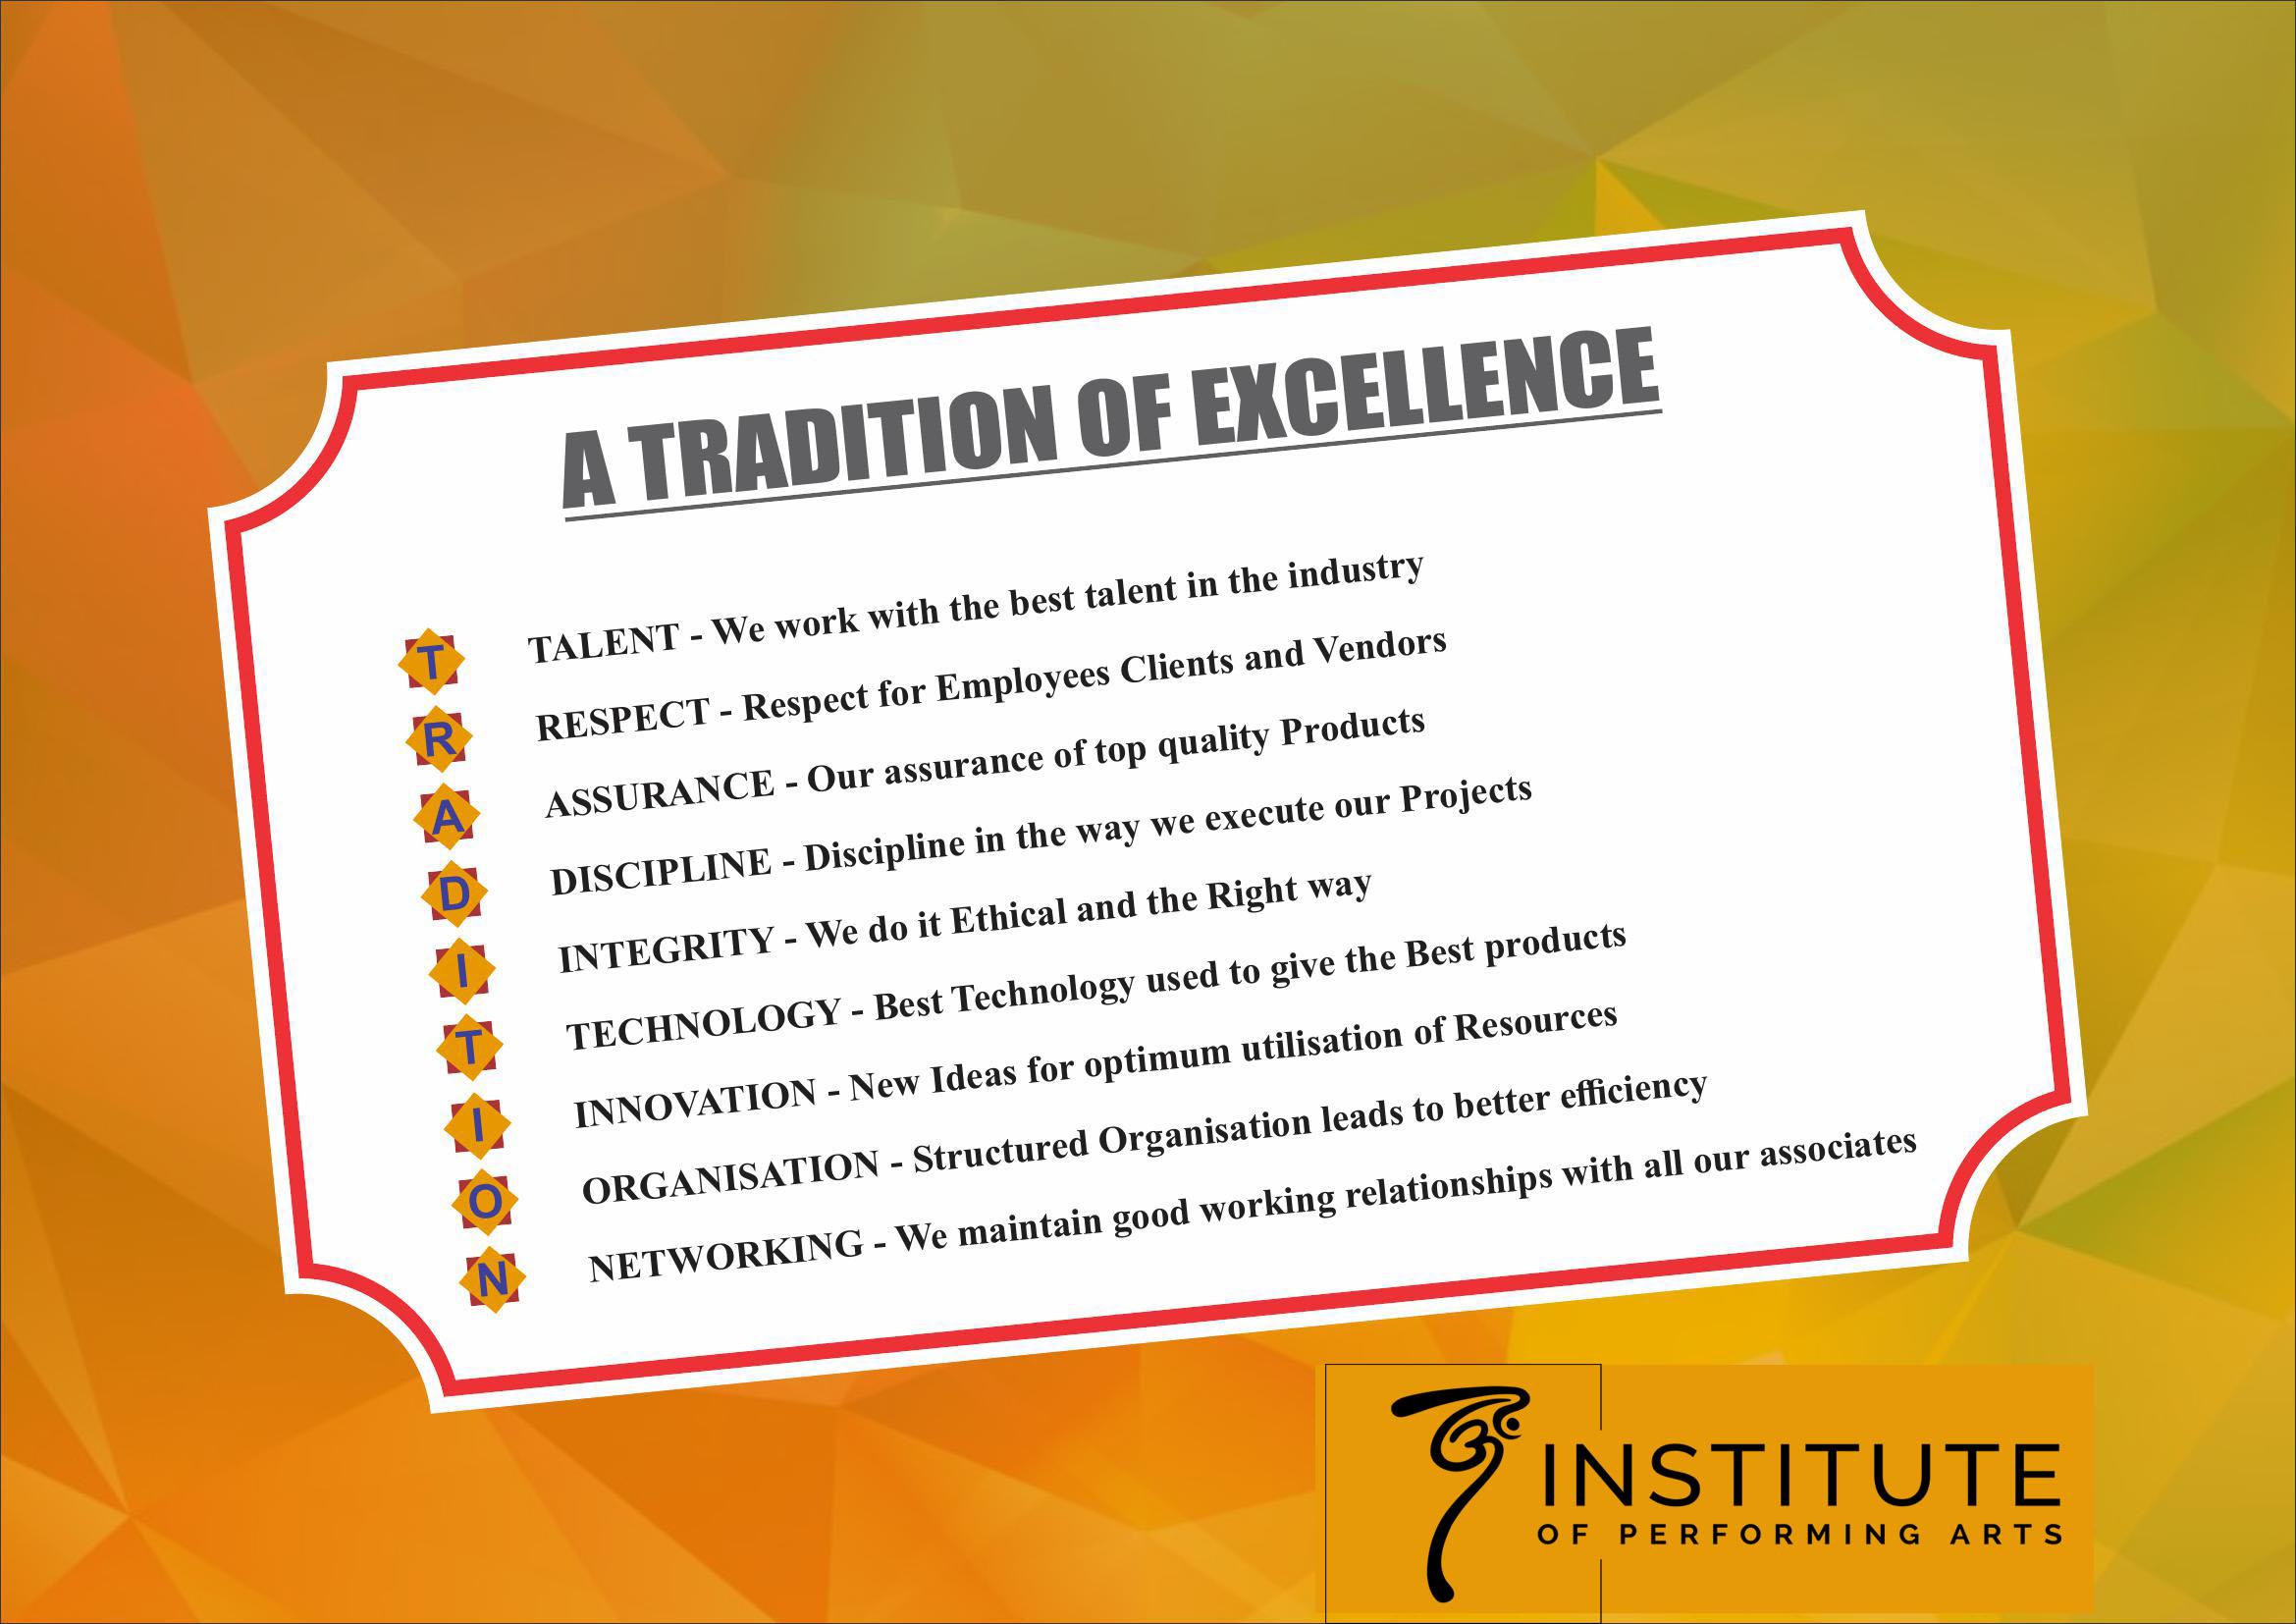 A TRADITION OF EXCELLENCE
T TALENT - We work with the best talent in the industry
R RESPECT - Respect for Employees Clients and Vendors
A ASSURANCE - Our assurance of top quality Products
D DISCIPLINE - Discipline in the way we execute our Projects
I INTEGRITY - We do it Ethical and the Right way
T TECHNOLOGY - Best Technology used to give the Best products
I INNOVATION - New Ideas for optimum utilisation of Resources
O ORGANISATION - Structured Organisation leads to better efficiency
N NETWORKING - We maintain good working relationships with all our associates
INSTITUTE
OF PERFORMING ARTS